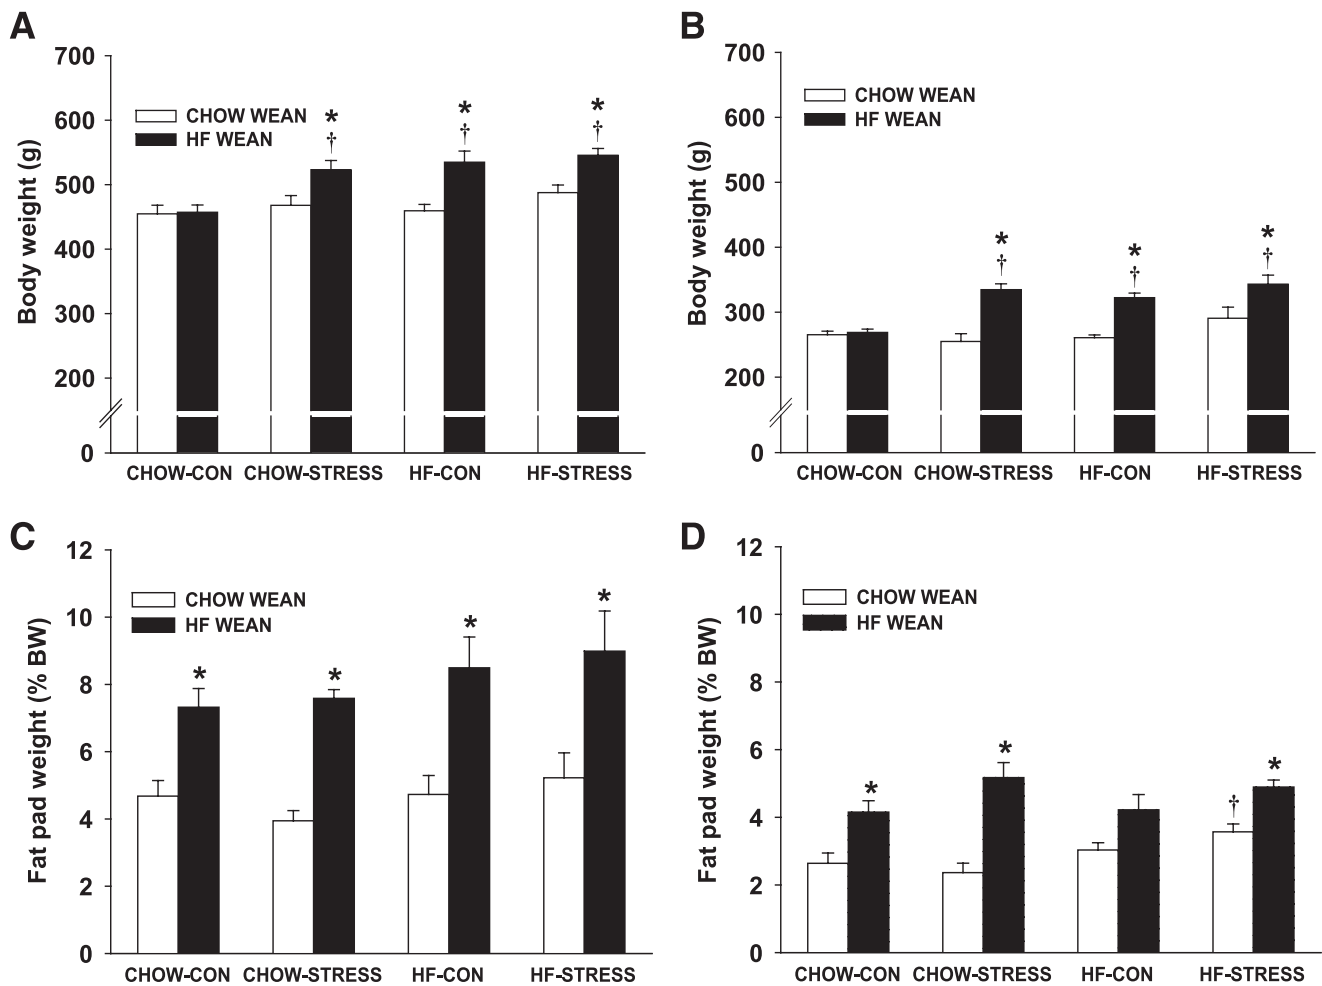 A
Body weight (g)
700
600
500
400
300
200
0
CHOW WEAN
HF WEAN
*
†
*
†
*
†
CHOW-CON CHOW-STRESS HF-CON HF-STRESS
B
Body weight (g)
700
600
500
400
300
200
0
CHOW WEAN
HF WEAN
*
†
*
†
*
†
CHOW-CON CHOW-STRESS HF-CON HF-STRESS
C
Fat pad weight (% BW)
12
10
8
6
4
2
0
CHOW WEAN
HF WEAN
*
*
*
*
CHOW-CON CHOW-STRESS HF-CON HF-STRESS
D
Fat pad weight (% BW)
12
10
8
6
4
2
0
CHOW WEAN
HF WEAN
*
*
†
*
CHOW-CON CHOW-STRESS HF-CON HF-STRESS